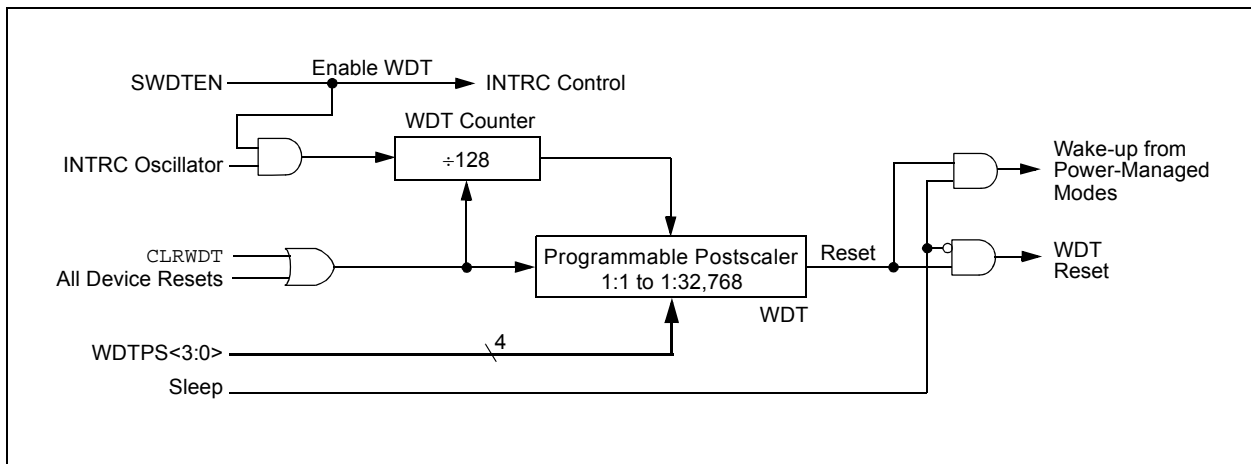 Enable WDT
SWDTEN
INTRC Control
WDT Counter
÷128
INTRC Oscillator
Wake-up from
Power-Managed
Modes
CLRWDT
All Device Resets
Programmable Postscaler
1:1 to 1:32,768
Reset
WDT
Reset
WDT
WDTPS<3:0>
4
Sleep